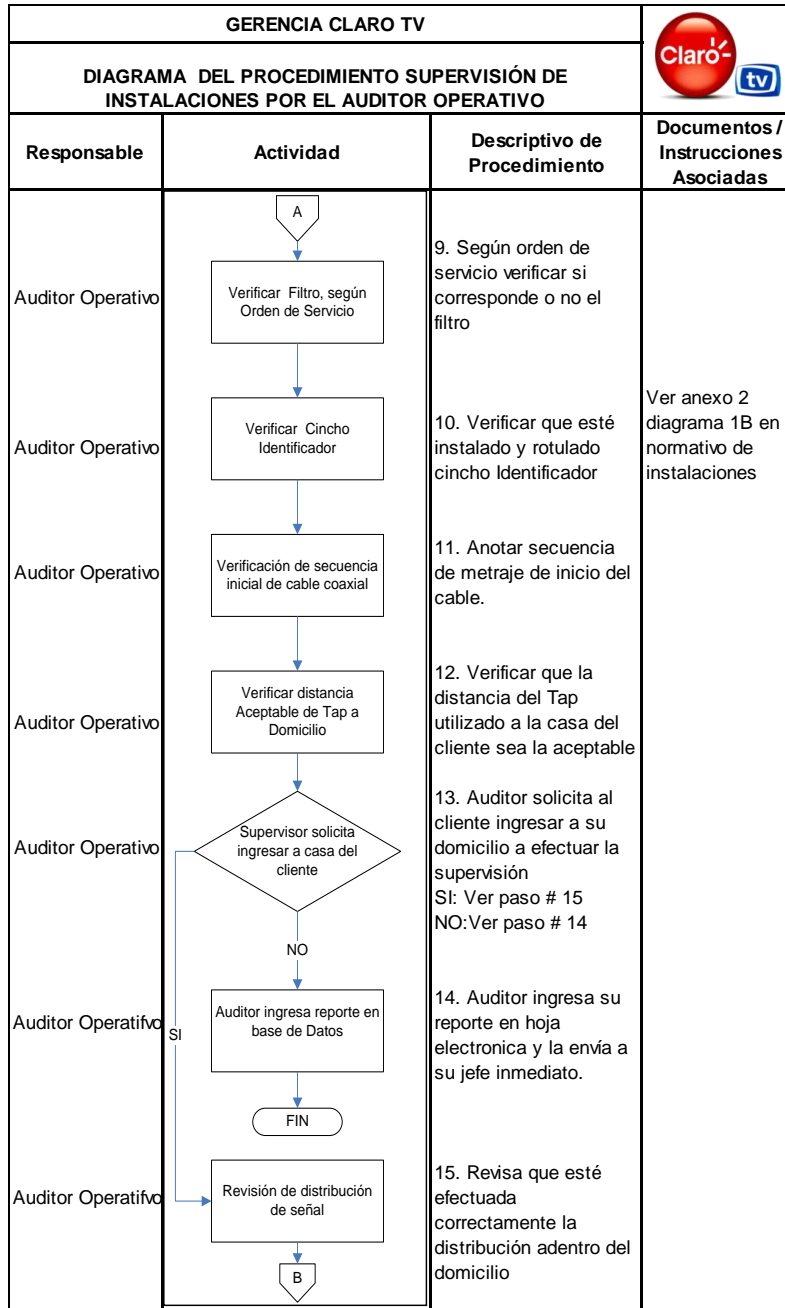 GERENCIA CLARO TV
DIAGRAMA DEL PROCEDIMIENTO SUPERVISIÓN DE
INSTALACIONES POR EL AUDITOR OPERATIVO
Claro
tv
Responsable
Actividad
Descriptivo de
Procedimiento
Documentos /
Instrucciones
Asociadas
A
Auditor Operativo
Verificar Filtro, según
Orden de Servicio
9. Según orden de
servicio verificar si
corresponde o no el
filtro
Auditor Operativo
Verificar Cincho
Identificador
10. Verificar que esté
instalado y rotulado
cincho Identificador
Ver anexo 2
diagrama 1B en
normativo de
instalaciones
Auditor Operativo
Verificación de secuencia
inicial de cable coaxial
11. Anotar secuencia
de metraje de inicio del
cable.
Auditor Operativo
Verificar distancia
Aceptable de Tap a
Domicilio
12. Verificar que la
distancia del Tap
utilizado a la casa del
cliente sea la aceptable
Auditor Operativo
Supervisor solicita
ingresar a casa del
cliente
13. Auditor solicita al
cliente ingresar a su
domicilio a efectuar la
supervisión
SI: Ver paso # 15
NO:Ver paso # 14
NO
SI
Auditor Operatifvo
Auditor ingresa reporte en
base de Datos
14. Auditor ingresa su
reporte en hoja
electronica y la envía a
su jefe inmediato.
FIN
Auditor Operatifvo
Revisión de distribución
de señal
15. Revisa que esté
efectuada
correctamente la
distribución adentro del
domicilio
B